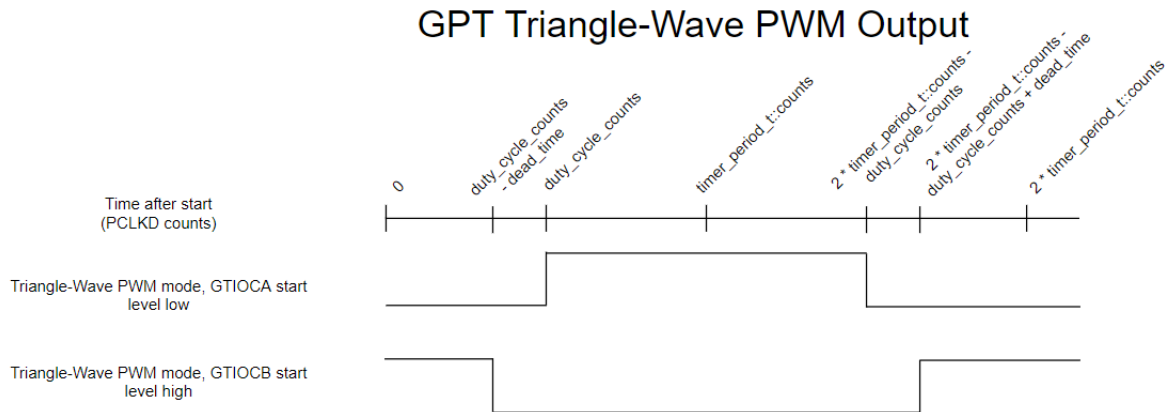 GPT Triangle-Wave PWM Output
0
duty_cycle_counts
- dead_time
duty_cycle_counts
timer_period_t::counts
2 * timer_period_t::counts -
duty_cycle_counts
2 * timer_period_t::counts -
duty_cycle_counts + dead_time
2 * timer_period_t::counts
Time after start
(PCLKD counts)
Triangle-Wave PWM mode, GTIOCA start
level low
Triangle-Wave PWM mode, GTIOCB start
level high